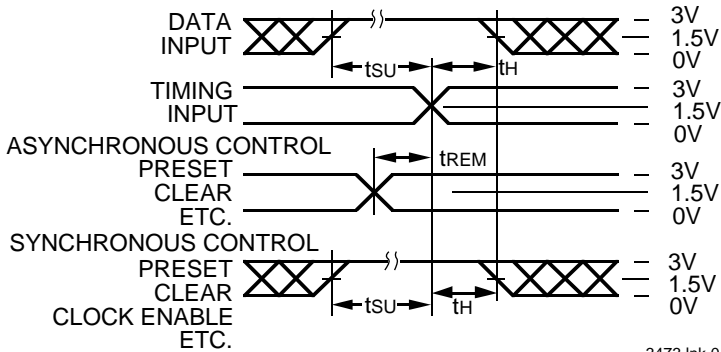 DATA INPUT
3V
1.5V
0V
tSU
tH
TIMING INPUT
3V
1.5V
0V
ASYNCHRONOUS CONTROL
tREM
PRESET
CLEAR
ETC.
3V
1.5V
0V
SYNCHRONOUS CONTROL
PRESET
CLEAR
CLOCK ENABLE
ETC.
3V
1.5V
0V
tSU
tH